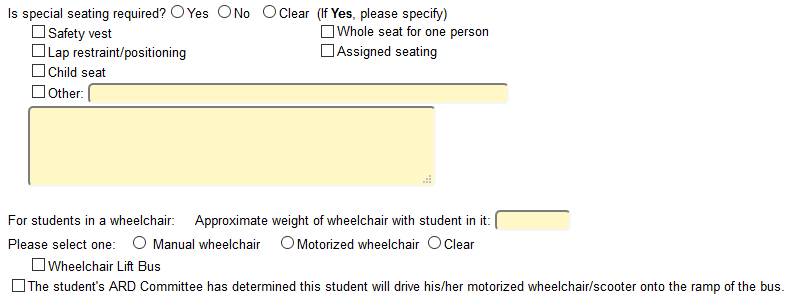 Is special seating required? Yes No Clear (If Yes, please specify)
Safety vest Whole seat for one person
Lap restraint/positioning Assigned seating
Child seat
Other:
For students in a wheelchair: Approximate weight of wheelchair with student in it:
Please select one: Manual wheelchair Motorized wheelchair Clear
Wheelchair Lift Bus
The student's ARD Committee has determined this student will drive his/her motorized wheelchair/scooter onto the ramp of the bus.